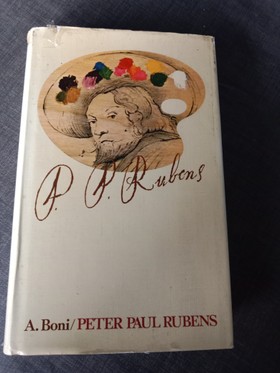 P. P. Rubens
A. Boni/PETER PAUL RUBENS